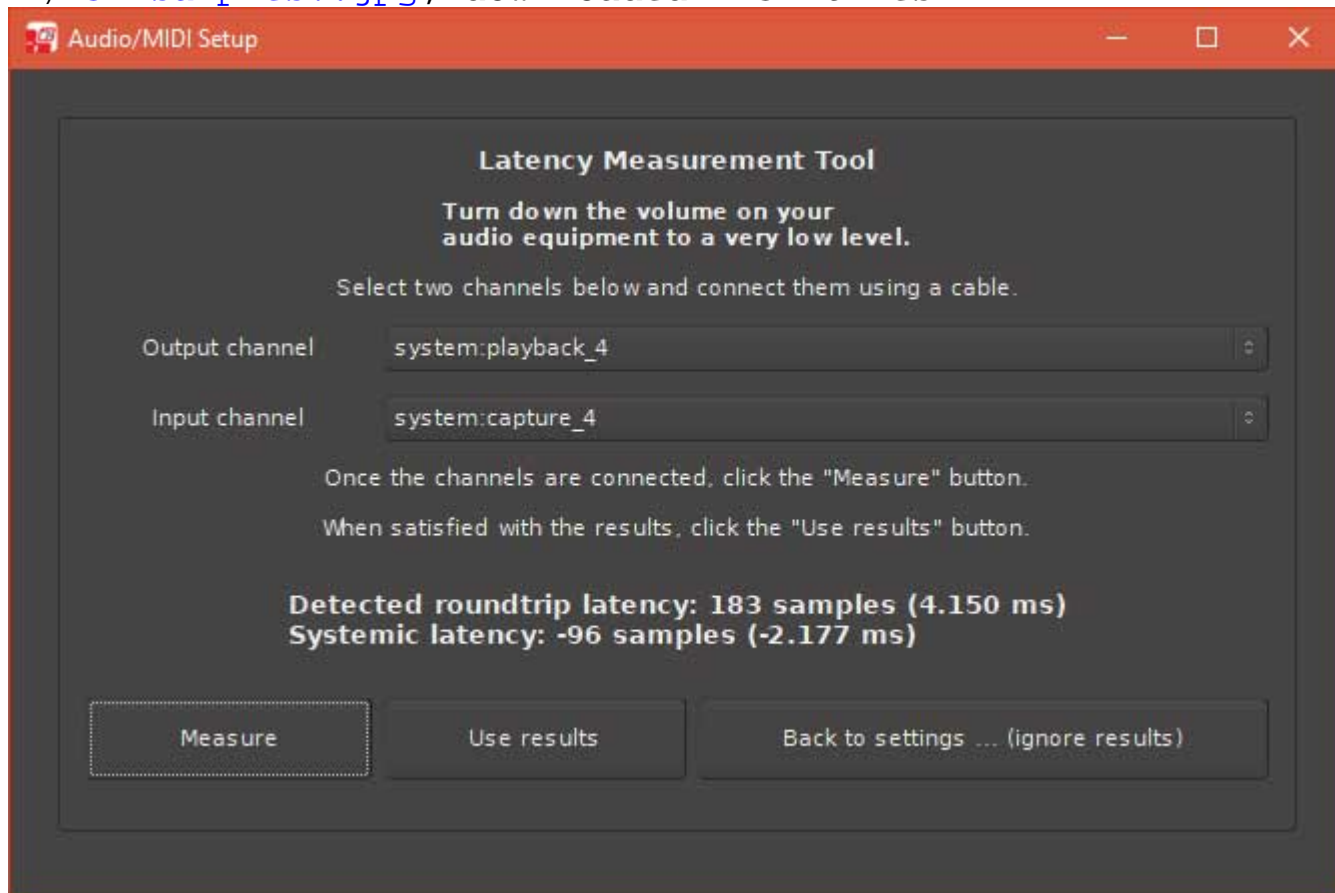 Audio/MIDI Setup
Latency Measurement Tool
Turn down the volume on your
audio equipment to a very low level.
Select two channels below and connect them using a cable.
Output channel system:playback_4
Input channel system:capture_4
Once the channels are connected, click the "Measure" button.
When satisfied with the results, click the "Use results" button.
Detected roundtrip latency: 183 samples (4.150 ms)
Systemic latency: -96 samples (-2.177 ms)
Measure Use results Back to settings ... (ignore results)